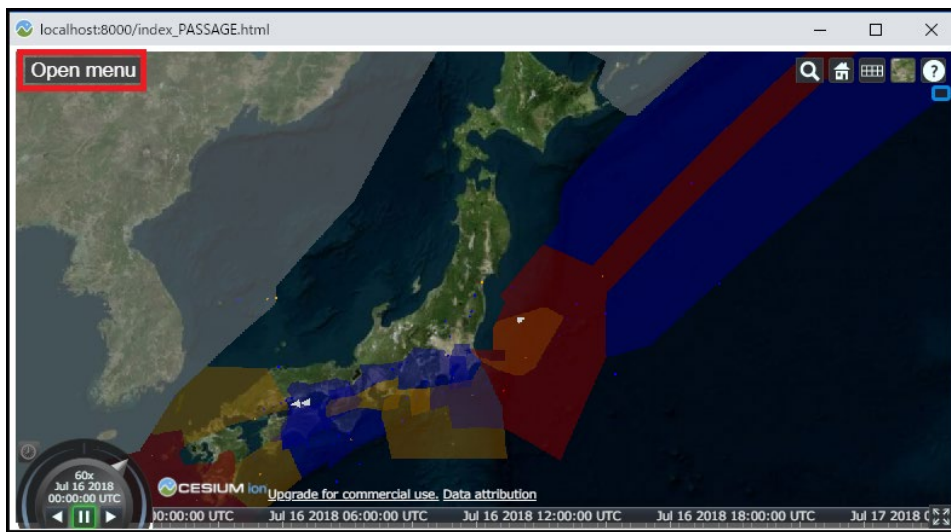 localhost:8000/index_PASSAGE.html
Open menu
?
60x
Jul 16 2018
00:00:00 UTC
CESIUM ion Upgrade for commercial use. Data attribution
00:00:00 UTC Jul 16 2018 06:00:00 UTC Jul 16 2018 12:00:00 UTC Jul 16 2018 18:00:00 UTC Jul 17 2018